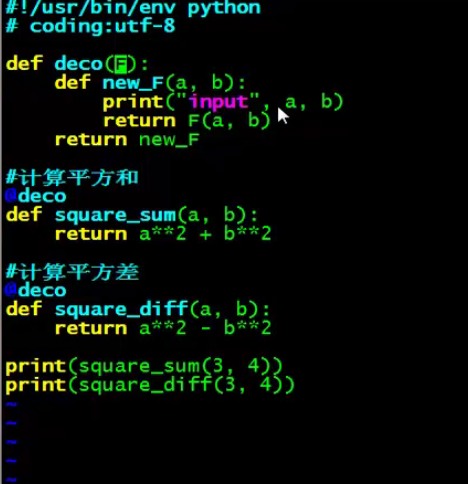 #!/usr/bin/env python
# coding:utf-8
def deco(F):
def new_F(a, b):
print("input", a, b)
return F(a, b)
return new_F
#计算平方和
@deco
def square_sum(a, b):
return a**2 + b**2
#计算平方差
@deco
def square_diff(a, b):
return a**2 - b**2
print(square_sum(3, 4))
print(square_diff(3, 4))
~
~
~
~
~